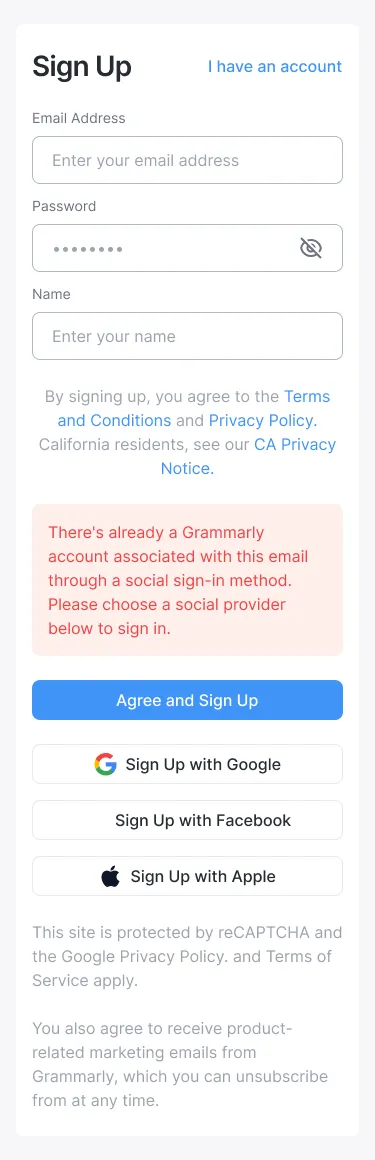 Sign Up
I have an account
Email Address
Enter your email address
Password
••••••••
Name
Enter your name
By signing up, you agree to the Terms
and Conditions and Privacy Policy.
California residents, see our CA Privacy
Notice.
There's already a Grammarly
account associated with this email
through a social sign-in method.
Please choose a social provider
below to sign in.
Agree and Sign Up
Sign Up with Google
Sign Up with Facebook
Sign Up with Apple
This site is protected by reCAPTCHA and
the Google Privacy Policy. and Terms of
Service apply.
You also agree to receive product-
related marketing emails from
Grammarly, which you can unsubscribe
from at any time.